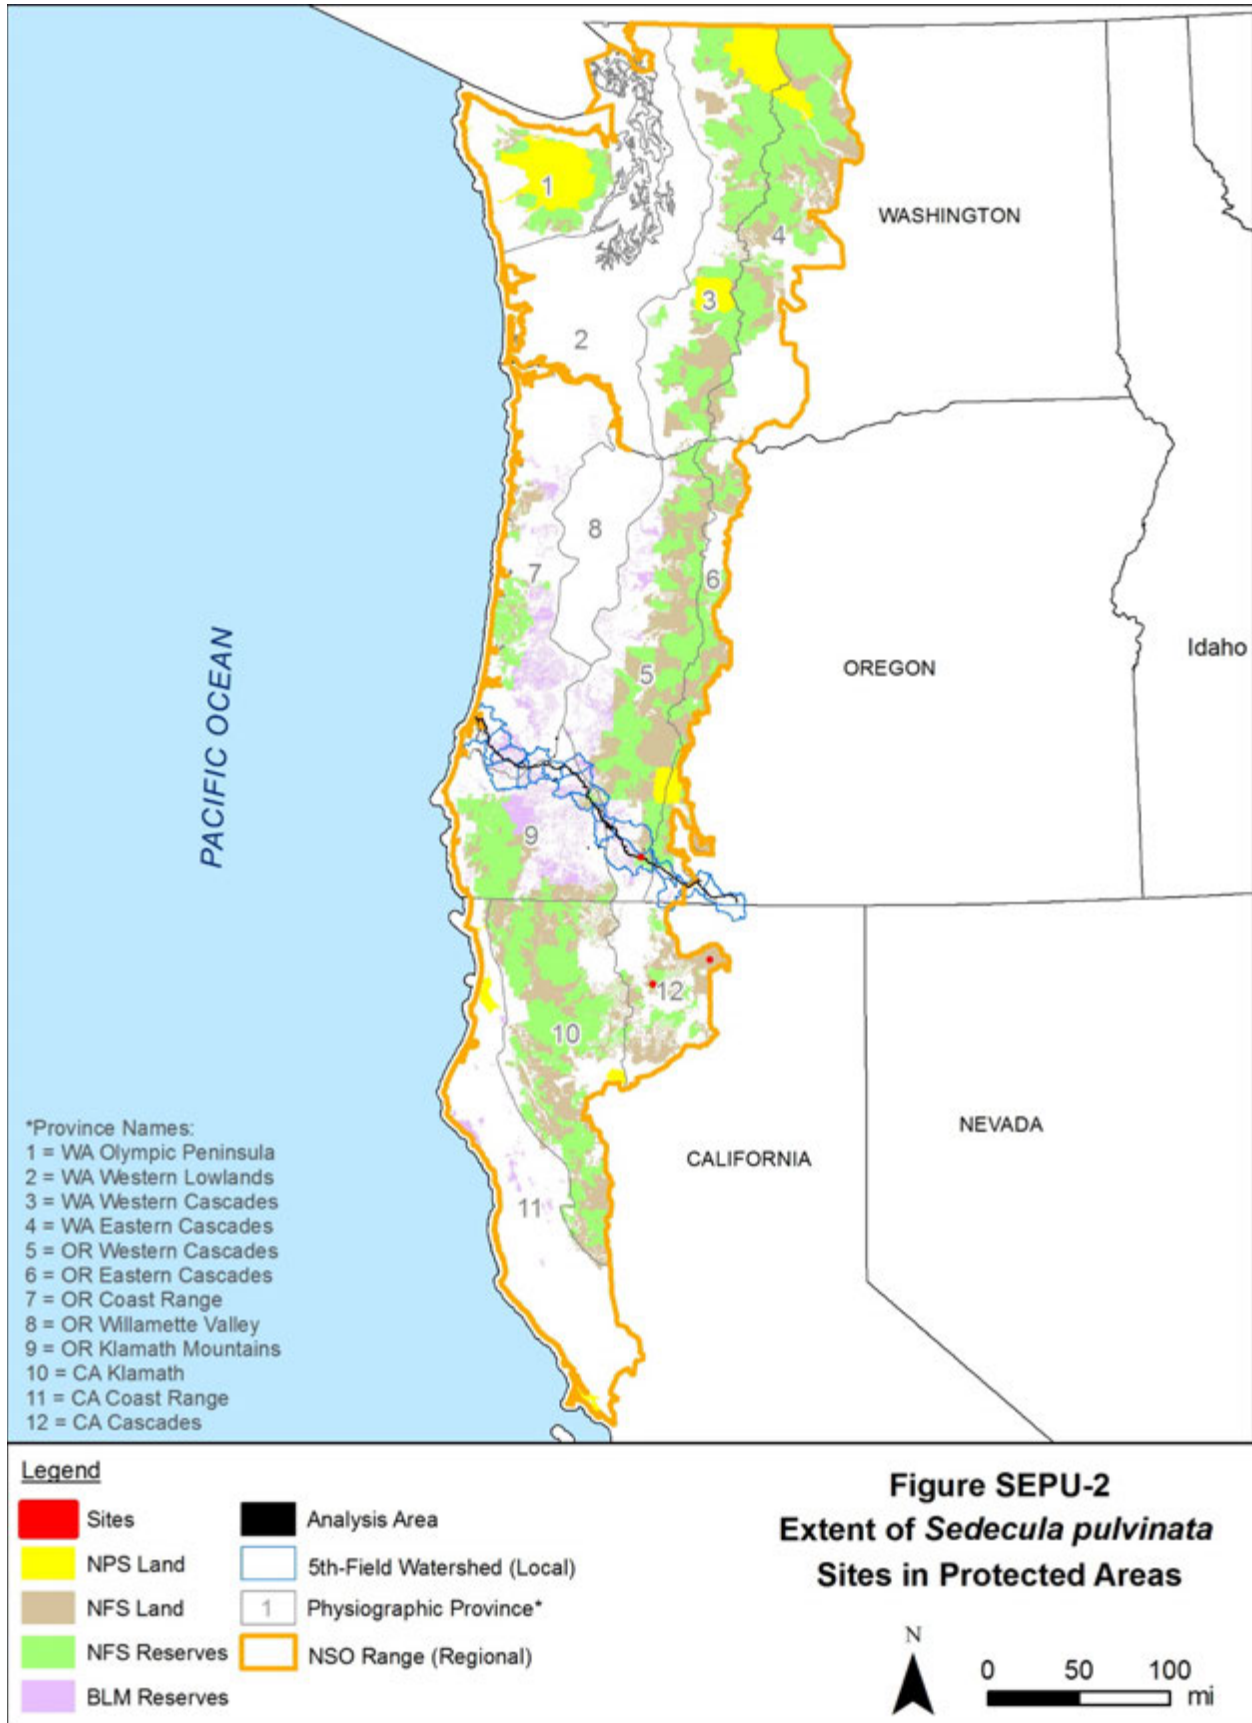 WASHINGTON
1
4
3
2
8
7
6
5
Idaho
OREGON
PACIFIC OCEAN
9
12
10
11
NEVADA
CALIFORNIA
*Province Names:
1 = WA Olympic Peninsula
2 = WA Western Lowlands
3 = WA Western Cascades
4 = WA Eastern Cascades
5 = OR Western Cascades
6 = OR Eastern Cascades
7 = OR Coast Range
8 = OR Willamette Valley
9 = OR Klamath Mountains
10 = CA Klamath
11 = CA Coast Range
12 = CA Cascades
Legend
Sites
NPS Land
NFS Land
NFS Reserves
BLM Reserves
Analysis Area
5th-Field Watershed (Local)
1 Physiographic Province*
NSO Range (Regional)
Figure SEPU-2
Extent of Sedecula pulvinata
Sites in Protected Areas
N
0 50 100
mi